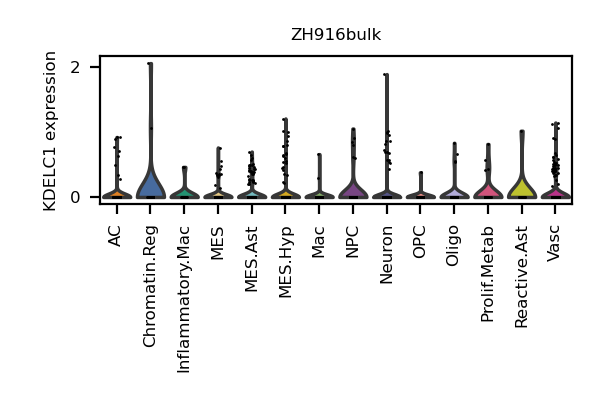 ZH916bulk
KDELC1 expression
2
0
AC
Chromatin.Reg
Inflammatory.Mac
MES
MES.Ast
MES.Hyp
Mac
NPC
Neuron
OPC
Oligo
Prolif.Metab
Reactive.Ast
Vasc